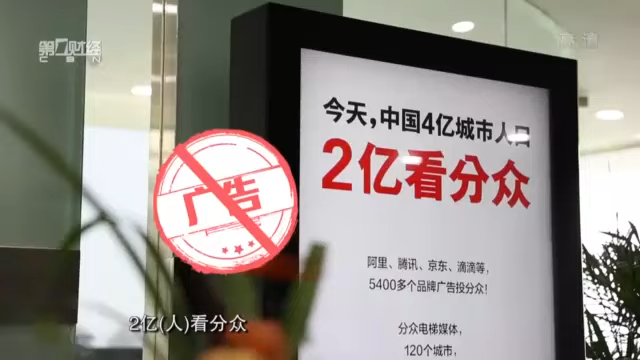 第一财经
高清
今天,中国4亿城市人口
2亿看分众
广告
阿里、腾讯、京东、滴滴等,
5400多个品牌广告投分众!
分众电梯媒体,
120个城市,
2亿(人)看分众